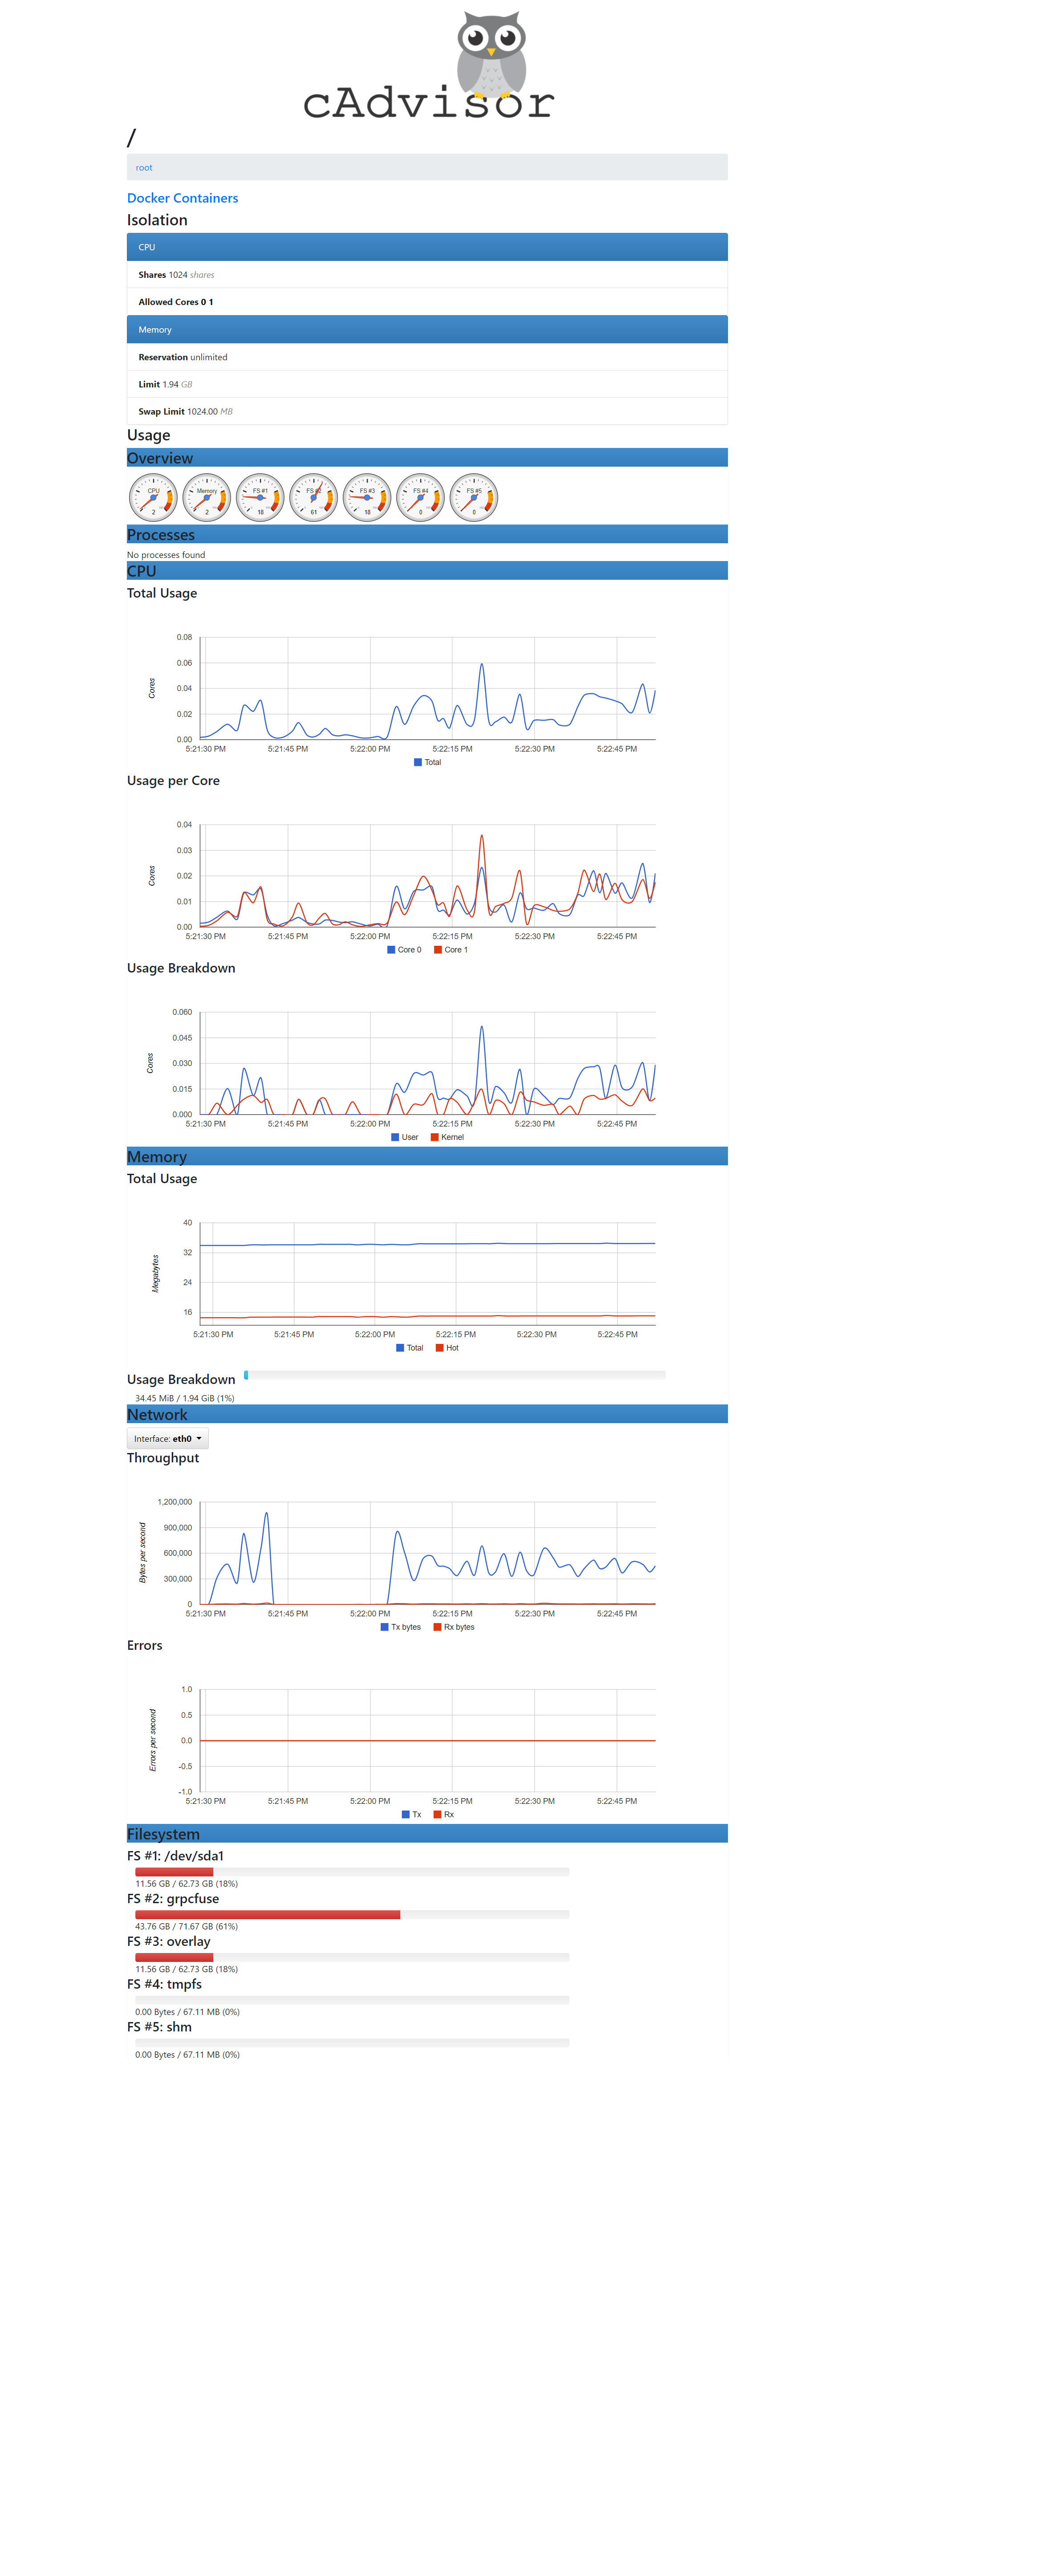 cAdvisor
/
root
Docker Containers
Isolation
CPU
Shares 1024 shares
Allowed Cores 0 1
Memory
Reservation unlimited
Limit 1.94 GB
Swap Limit 1024.00 MB
Usage
Overview
CPU Memory FS #1 FS #2 FS #3 FS #4 FS #5
2 2 18 61 18 0 0
Processes
No processes found
CPU
Total Usage
0.08
0.06
0.04
0.02
0.00
Cores
5:21:30 PM 5:21:45 PM 5:22:00 PM 5:22:15 PM 5:22:30 PM 5:22:45 PM
Total
Usage per Core
0.04
0.03
0.02
0.01
0.00
Cores
5:21:30 PM 5:21:45 PM 5:22:00 PM 5:22:15 PM 5:22:30 PM 5:22:45 PM
Core 0 Core 1
Usage Breakdown
0.060
0.045
0.030
0.015
0.000
Cores
5:21:30 PM 5:21:45 PM 5:22:00 PM 5:22:15 PM 5:22:30 PM 5:22:45 PM
User Kernel
Memory
Total Usage
40
32
24
16
Megabytes
5:21:30 PM 5:21:45 PM 5:22:00 PM 5:22:15 PM 5:22:30 PM 5:22:45 PM
Total Hot
Usage Breakdown
34.45 MiB / 1.94 GiB (1%)
Network
Interface: eth0
Throughput
1,200,000
900,000
600,000
300,000
0
Bytes per second
5:21:30 PM 5:21:45 PM 5:22:00 PM 5:22:15 PM 5:22:30 PM 5:22:45 PM
Tx bytes Rx bytes
Errors
1.0
0.5
0.0
-0.5
-1.0
Errors per second
5:21:30 PM 5:21:45 PM 5:22:00 PM 5:22:15 PM 5:22:30 PM 5:22:45 PM
Tx Rx
Filesystem
FS #1: /dev/sda1
11.56 GB / 62.73 GB (18%)
FS #2: grpcfuse
43.76 GB / 71.67 GB (61%)
FS #3: overlay
11.56 GB / 62.73 GB (18%)
FS #4: tmpfs
0.00 Bytes / 67.11 MB (0%)
FS #5: shm
0.00 Bytes / 67.11 MB (0%)